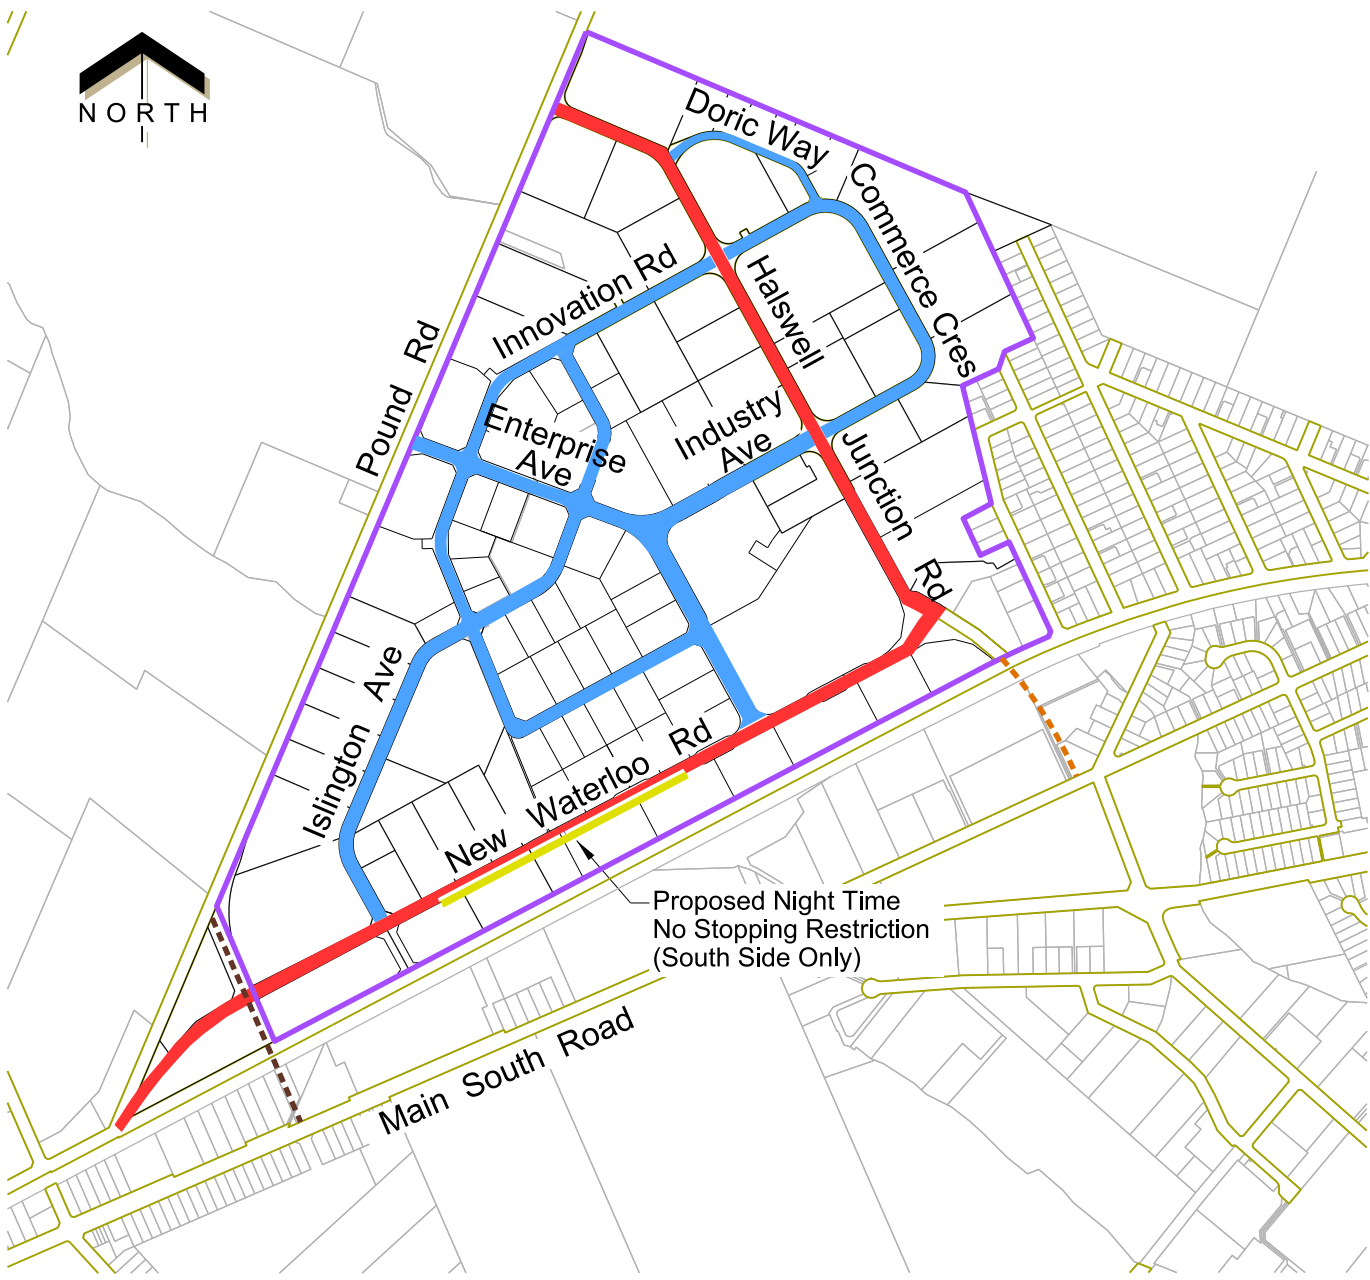 NORTH
Doric Way
Commerce Cres
Innovation Rd
Halswell
Junction
Rd
Pound Rd
Enterprise
Ave
Industry
Ave
Islington Ave
New Waterloo Rd
Proposed Night Time
No Stopping Restriction
(South Side Only)
Main South Road